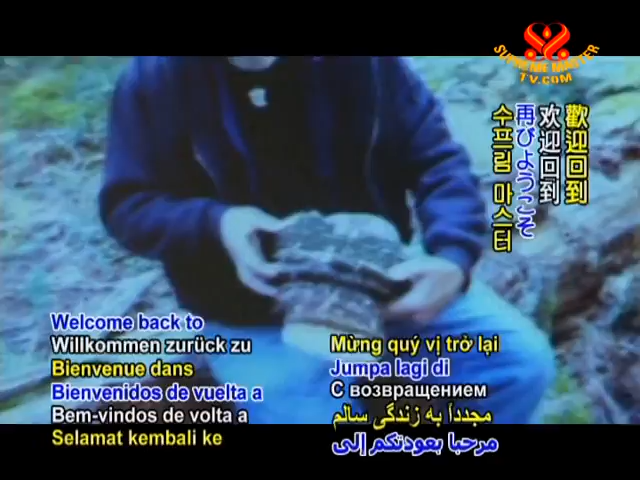 SUPREME MASTER
TV.COM
歡迎回到
欢迎回到
再びようこそ
수프림 마스터
Welcome back to
Willkommen zurück zu
Bienvenue dans
Bienvenidos de vuelta a
Bem-vindos de volta a
Selamat kembali ke
Mừng quý vị trở lại
Jumpa lagi di
С возвращением
مجدداً به زندگی سالم
مرحبا بعودتكم إلى